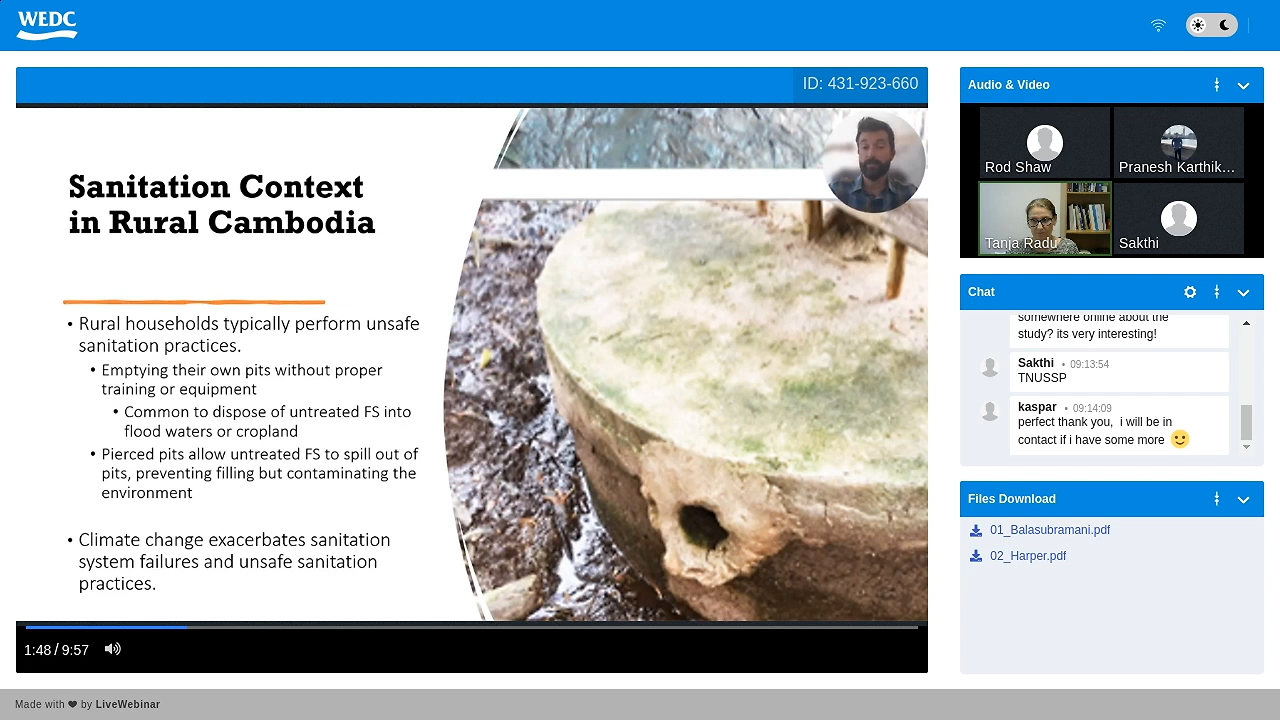 WEDC
ID: 431-923-660
Sanitation Context
in Rural Cambodia
• Rural households typically perform unsafe
sanitation practices.
• Emptying their own pits without proper
training or equipment
• Common to dispose of untreated FS into
flood waters or cropland
• Pierced pits allow untreated FS to spill out of
pits, preventing filling but contaminating the
environment
• Climate change exacerbates sanitation
system failures and unsafe sanitation
practices.
1:48 / 9:57
Audio & Video
Rod Shaw
Pranesh Karthik...
Tanja Radu
Sakthi
Chat
somewhere online about the
study? its very interesting!
Sakthi • 09:13:54
TNUSSP
kaspar • 09:14:09
perfect thank you, i will be in
contact if i have some more 🙂
Files Download
01_Balasubramani.pdf
02_Harper.pdf
Made with ❤ by LiveWebinar